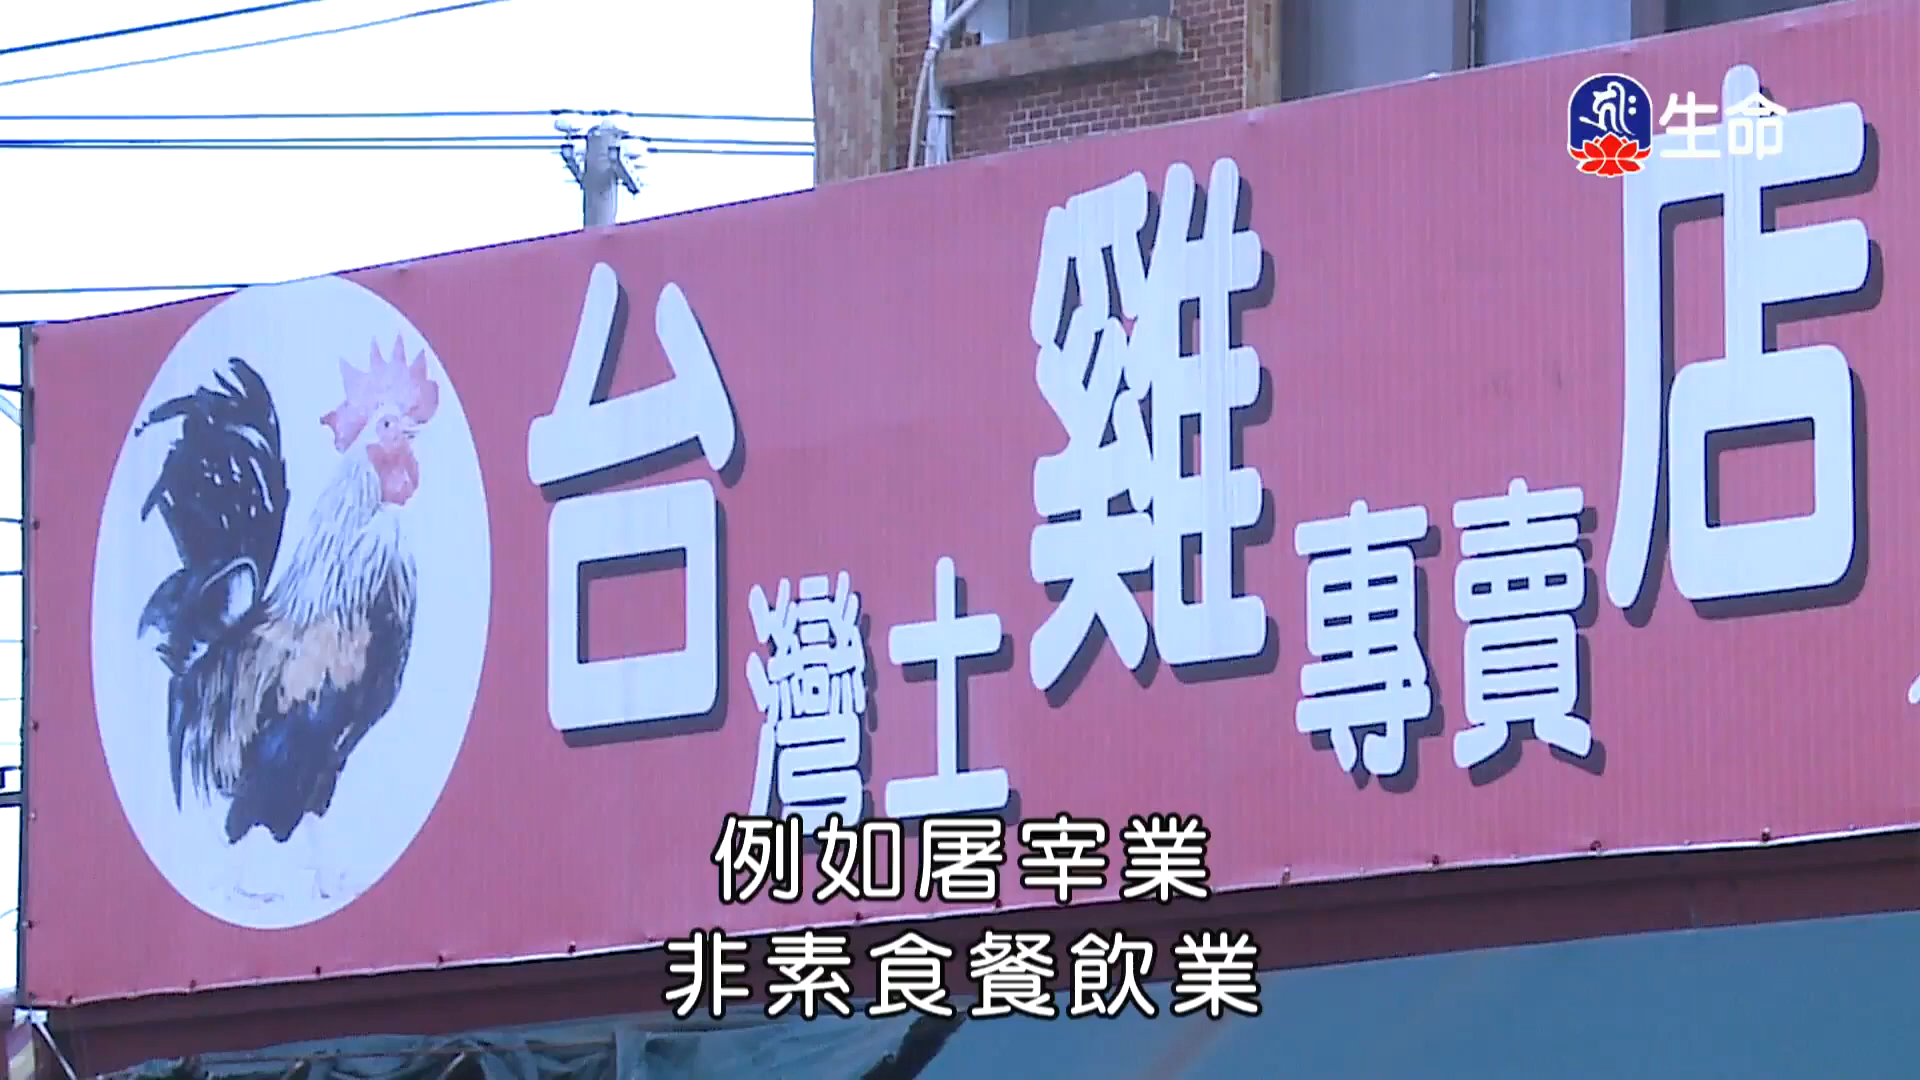 生命
台灣土雞專賣店
例如屠宰業
非素食餐飲業